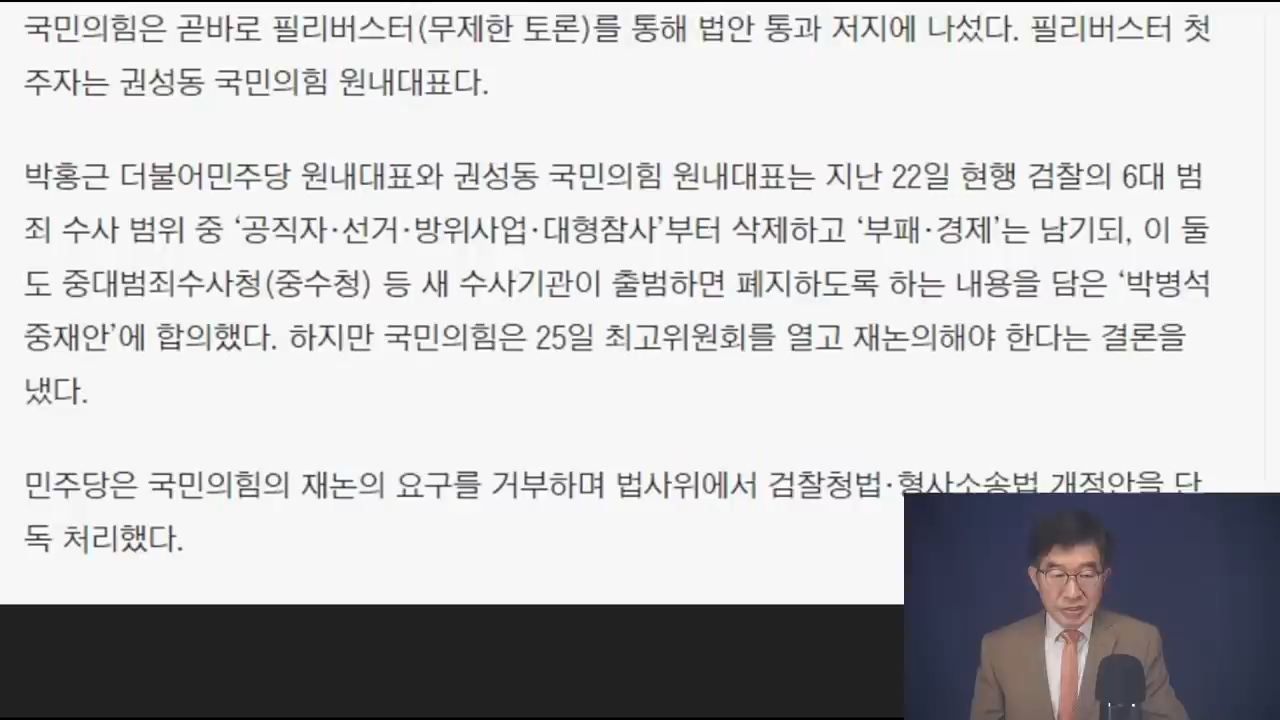 국민의힘은 곧바로 필리버스터(무제한 토론)를 통해 법안 통과 저지에 나섰다. 필리버스터 첫
주자는 권성동 국민의힘 원내대표다.
박홍근 더불어민주당 원내대표와 권성동 국민의힘 원내대표는 지난 22일 현행 검찰의 6대 범
죄 수사 범위 중 ‘공직자·선거·방위사업·대형참사’부터 삭제하고 ‘부패·경제’는 남기되, 이 둘
도 중대범죄수사청(중수청) 등 새 수사기관이 출범하면 폐지하도록 하는 내용을 담은 ‘박병석
중재안’에 합의했다. 하지만 국민의힘은 25일 최고위원회를 열고 재논의해야 한다는 결론을
냈다.
민주당은 국민의힘의 재논의 요구를 거부하며 법사위에서 검찰청법·형사소송법 개정안을 단
독 처리했다.